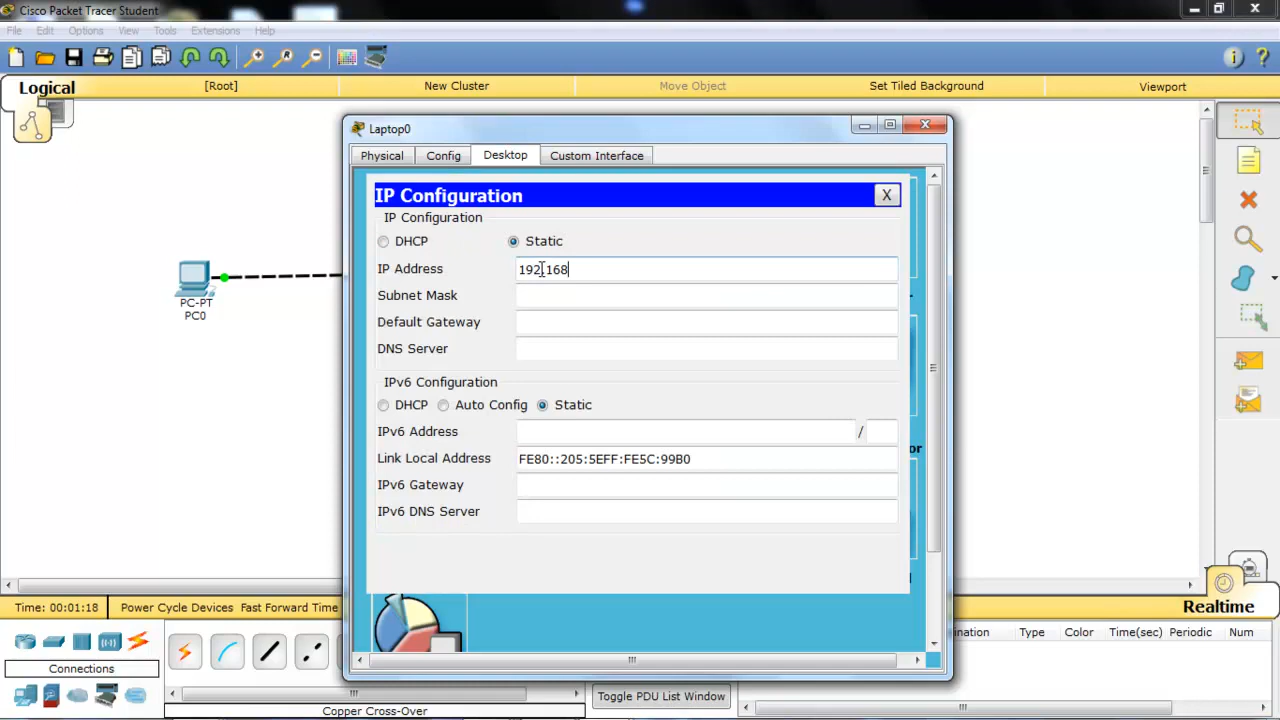 Cisco Packet Tracer Student
File Edit Options View Tools Extensions Help
Logical
[Root]
New Cluster
Move Object
Set Tiled Background
Viewport
Laptop0
Physical Config Desktop Custom Interface
IP Configuration X
IP Configuration
DHCP Static
IP Address 192.168
Subnet Mask
Default Gateway
DNS Server
IPv6 Configuration
DHCP Auto Config Static
IPv6 Address /
Link Local Address FE80::205:5EFF:FE5C:99B0
IPv6 Gateway
IPv6 DNS Server
PC-PT
PC0
or
Time: 00:01:18 Power Cycle Devices Fast Forward Time
Realtime
Connections
Copper Cross-Over
Toggle PDU List Window
ination Type Color Time(sec) Periodic Num